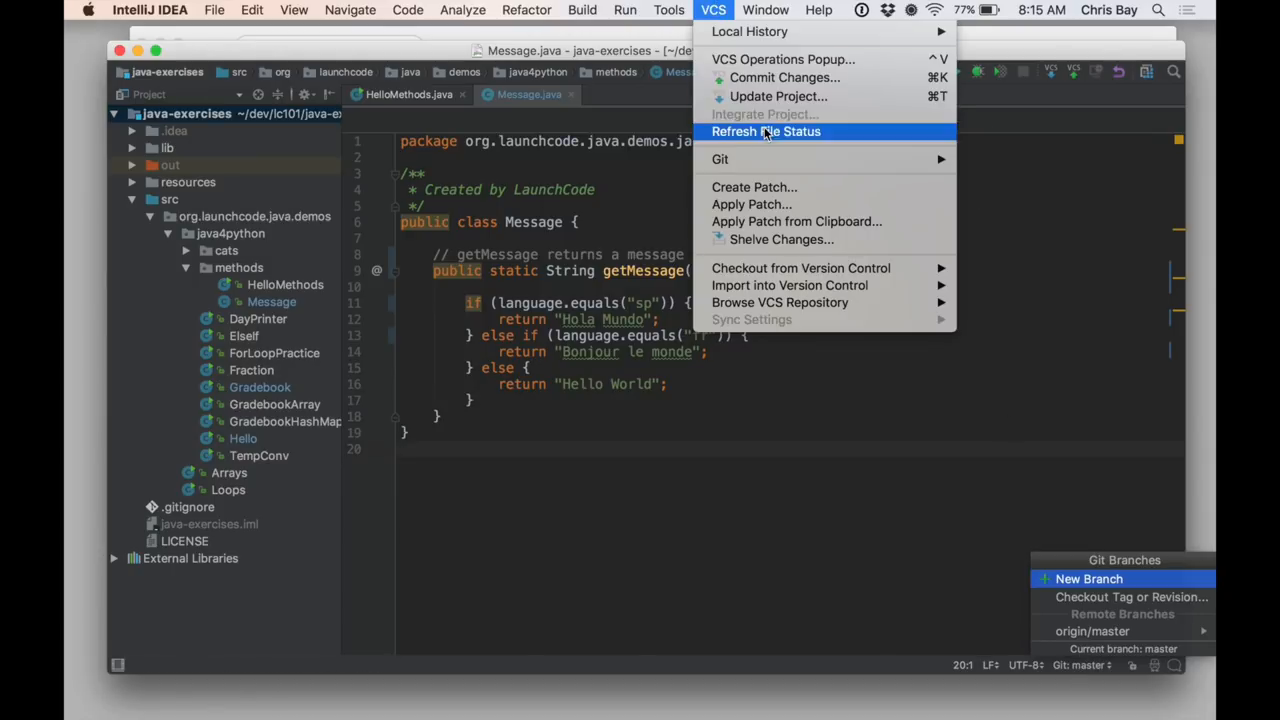 IntelliJ IDEA File Edit View Navigate Code Analyze Refactor Build Run Tools VCS Window Help 77% 8:15 AM Chris Bay
Message.java - java-exercises - [~/de
java-exercises src org launchcode java demos java4python methods Mess
Project
HelloMethods.java Message.java
java-exercises ~/dev/lc101/java-ex
.idea
lib
out
resources
src
org.launchcode.java.demos
java4python
cats
methods
HelloMethods
Message
DayPrinter
ElseIf
ForLoopPractice
Fraction
Gradebook
GradebookArray
GradebookHashMap
Hello
TempConv
Arrays
Loops
.gitignore
java-exercises.iml
LICENSE
External Libraries
1 package org.launchcode.java.demos.ja
2
3 /**
4 * Created by LaunchCode
5 */
6 public class Message {
7
8 // getMessage returns a message
9 @ public static String getMessage(
10
11 if (language.equals("sp")) {
12 return "Hola Mundo";
13 } else if (language.equals("fr")) {
14 return "Bonjour le monde";
15 } else {
16 return "Hello World";
17 }
18 }
19 }
20
Local History
VCS Operations Popup... ⌃V
Commit Changes... ⌘K
Update Project... ⌘T
Integrate Project...
Refresh File Status
Git
Create Patch...
Apply Patch...
Apply Patch from Clipboard...
Shelve Changes...
Checkout from Version Control
Import into Version Control
Browse VCS Repository
Sync Settings
VCS VCS
Git Branches
New Branch
Checkout Tag or Revision...
Remote Branches
origin/master
Current branch: master
20:1 LF÷ UTF-8÷ Git: master÷